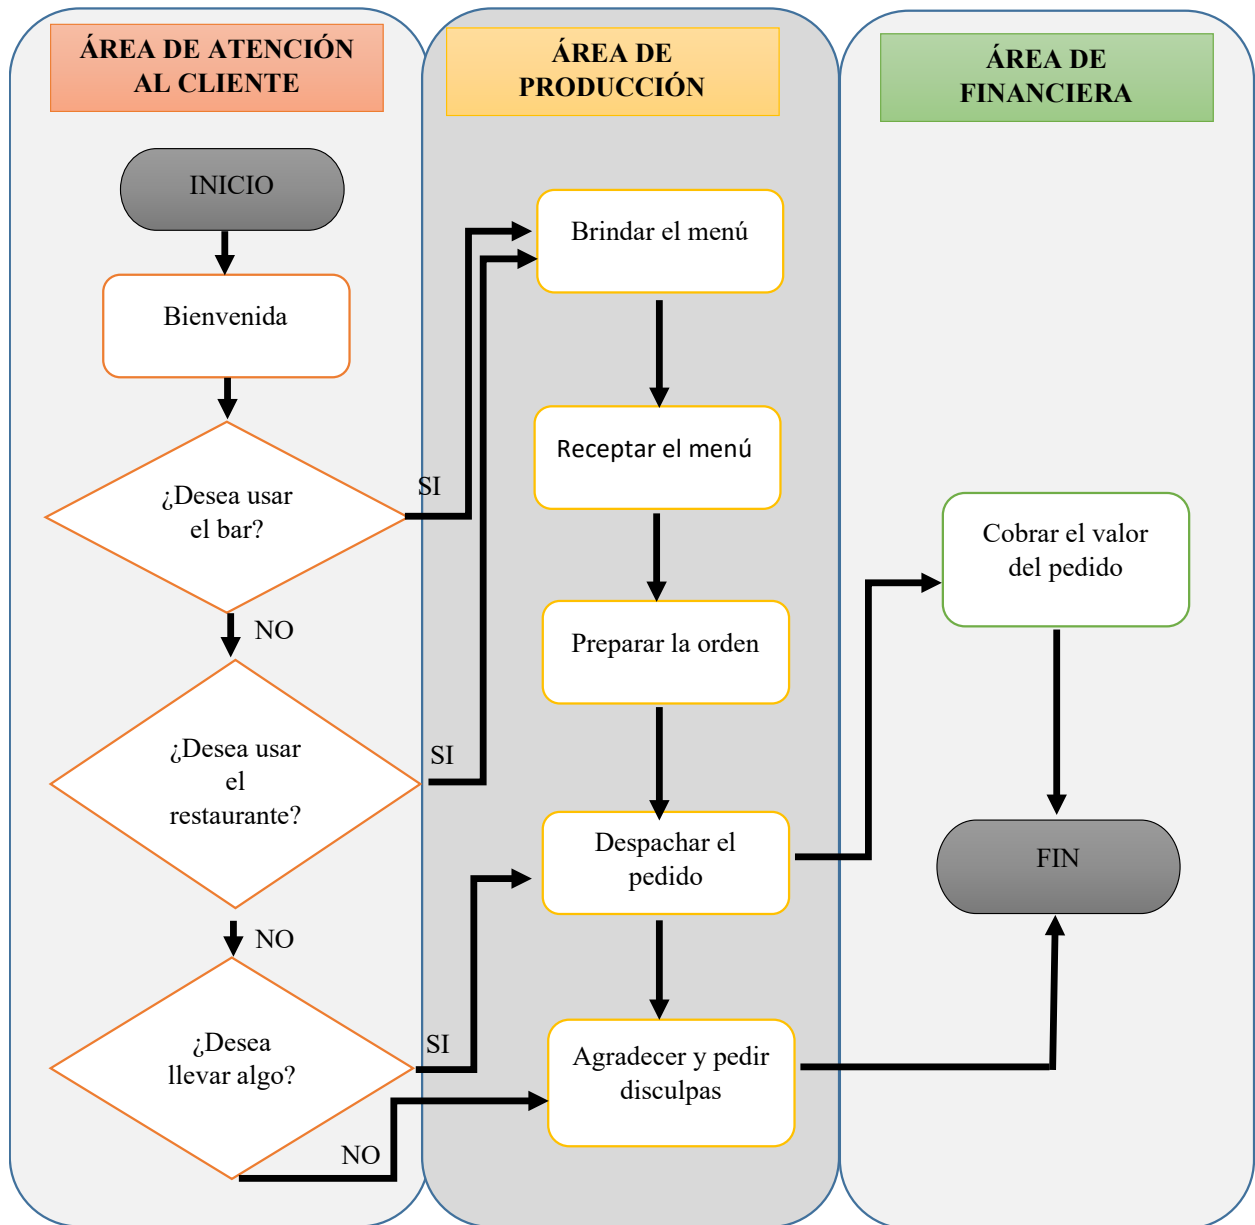 ÁREA DE ATENCIÓN
AL CLIENTE
INICIO
Bienvenida
¿Desea usar
el bar?
SI
NO
¿Desea usar
el
restaurante?
SI
NO
¿Desea
llevar algo?
SI
NO
ÁREA DE
PRODUCCIÓN
Brindar el menú
Receptar el menú
Preparar la orden
Despachar el
pedido
Agradecer y pedir
disculpas
ÁREA DE
FINANCIERA
Cobrar el valor
del pedido
FIN